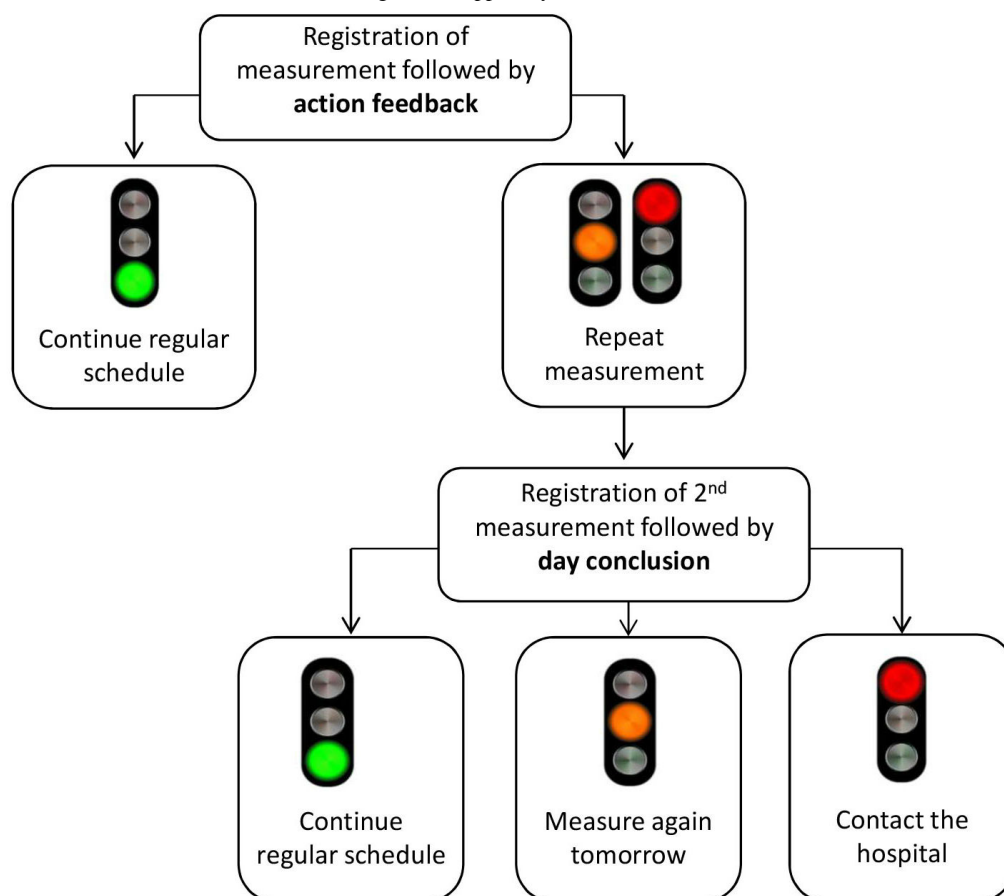 Registration of
measurement followed by
action feedback
Continue regular
schedule
Repeat
measurement
Registration of 2nd
measurement followed by
day conclusion
Continue
regular schedule
Measure again
tomorrow
Contact the
hospital